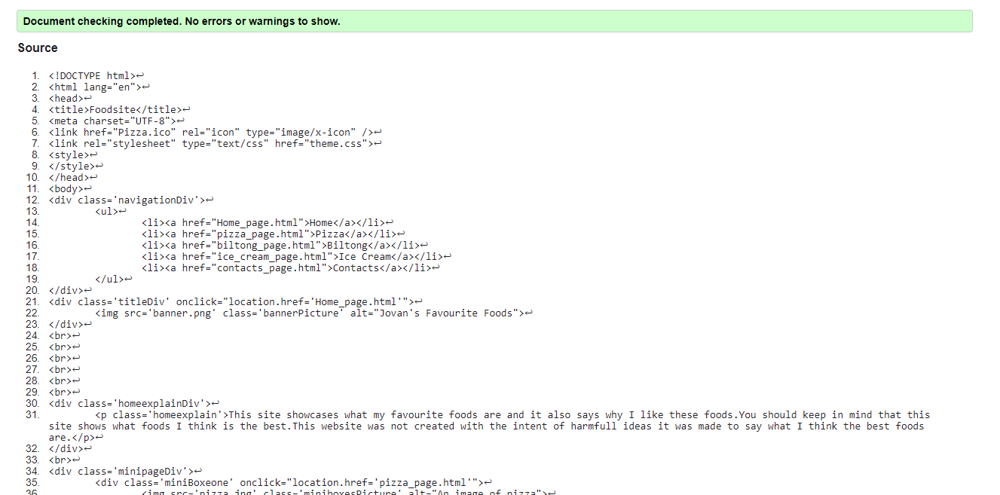 Document checking completed. No errors or warnings to show.
Source
1. <!DOCTYPE html>↩
2. <html lang="en">↩
3. <head>↩
4. <title>Foodsite</title>↩
5. <meta charset="UTF-8">↩
6. <link href="Pizza.ico" rel="icon" type="image/x-icon" />↩
7. <link rel="stylesheet" type="text/css" href="theme.css">↩
8. <style>↩
9. </style>↩
10. </head>↩
11. <body>↩
12. <div class='navigationDiv'>↩
13. <ul>↩
14. <li><a href="Home_page.html">Home</a></li>↩
15. <li><a href="pizza_page.html">Pizza</a></li>↩
16. <li><a href="biltong_page.html">Biltong</a></li>↩
17. <li><a href="ice_cream_page.html">Ice Cream</a></li>↩
18. <li><a href="contacts_page.html">Contacts</a></li>↩
19. </ul>↩
20. </div>↩
21. <div class='titleDiv' onclick="location.href='Home_page.html'">↩
22. <img src='banner.png' class='bannerPicture' alt="Jovan's Favourite Foods">↩
23. </div>↩
24. <br>↩
25. <br>↩
26. <br>↩
27. <br>↩
28. <br>↩
29. <br>↩
30. <div class='homeexplainDiv'>↩
31. <p class='homeexplain'>This site showcases what my favourite foods are and it also says why I like these foods.You should keep in mind that this
site shows what foods I think is the best.This website was not created with the intent of harmfull ideas it was made to say what I think the best foods
are.</p>↩
32. </div>↩
33. <br>↩
34. <div class='minipageDiv'>↩
35. <div class='miniBoxeone' onclick="location.href='pizza_page.html'">↩
36. <img src='pizza.jpg' class='miniboxesPicture' alt="An image of pizza">↩